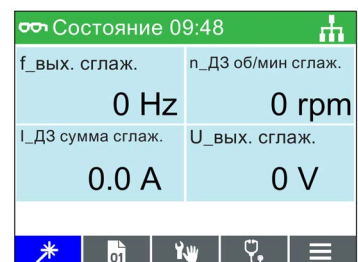 Состояние 09:48
f_вых. сглаж.
n_ДЗ об/мин сглаж.
0 Hz
0 rpm
I_ДЗ сумма сглаж.
U_вых. сглаж.
0.0 A
0 V
01